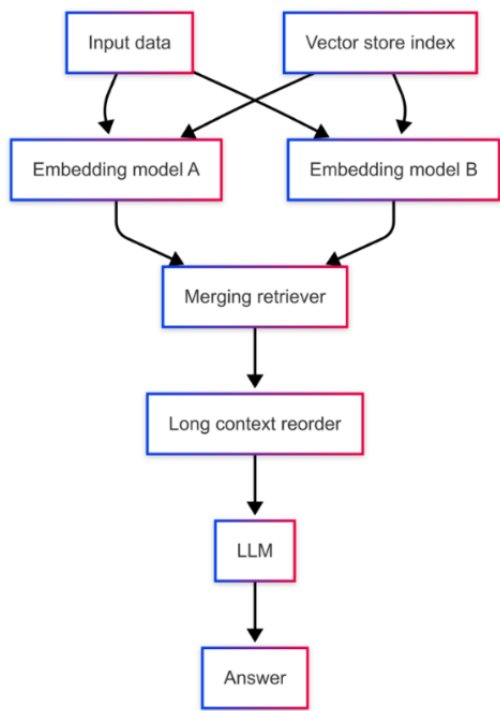 Input data
Vector store index
Embedding model A
Embedding model B
Merging retriever
Long context reorder
LLM
Answer